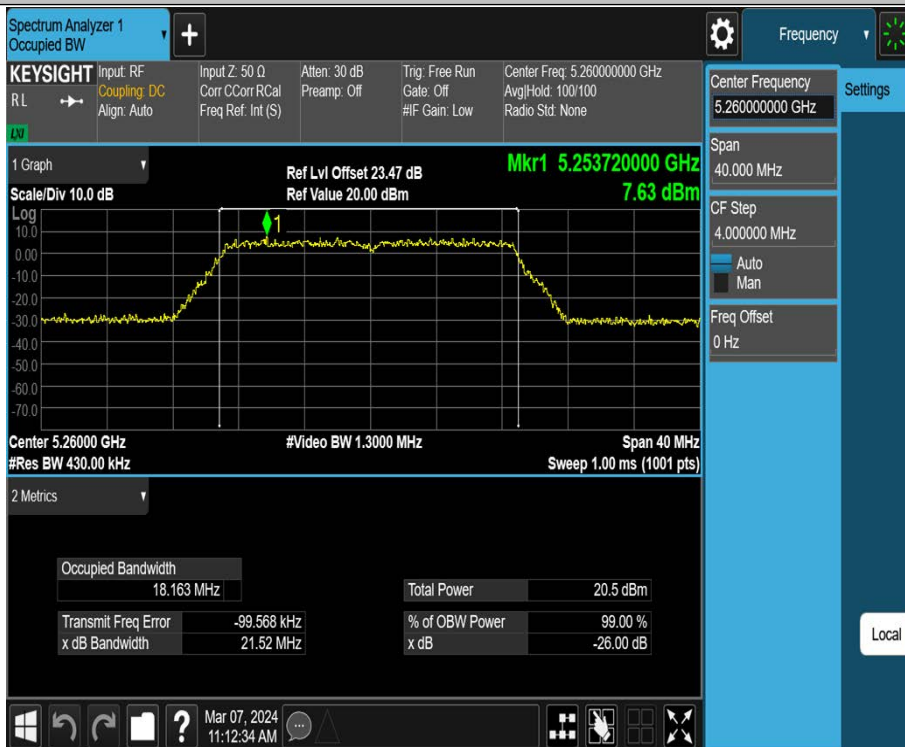 Spectrum Analyzer 1
Occupied BW
+
Frequency
KEYSIGHT
RL
LXI
Input: RF
Coupling: DC
Align: Auto
Input Z: 50 Ω
Corr CCorr RCal
Freq Ref: Int (S)
Atten: 30 dB
Preamp: Off
Trig: Free Run
Gate: Off
#IF Gain: Low
Center Freq: 5.260000000 GHz
Avg|Hold: 100/100
Radio Std: None
Center Frequency
5.260000000 GHz
Settings
Span
40.000 MHz
CF Step
4.000000 MHz
Auto
Man
Freq Offset
0 Hz
Local
1 Graph
Scale/Div 10.0 dB
Ref Lvl Offset 23.47 dB
Ref Value 20.00 dBm
Mkr1 5.253720000 GHz
7.63 dBm
Log
1
10.0
0.00
-10.0
-20.0
-30.0
-40.0
-50.0
-60.0
-70.0
Center 5.26000 GHz
#Video BW 1.3000 MHz
Span 40 MHz
#Res BW 430.00 kHz
Sweep 1.00 ms (1001 pts)
2 Metrics
Occupied Bandwidth
18.163 MHz
Total Power 20.5 dBm
Transmit Freq Error -99.568 kHz
% of OBW Power 99.00 %
x dB Bandwidth 21.52 MHz
x dB -26.00 dB
?
Mar 07, 2024
11:12:34 AM